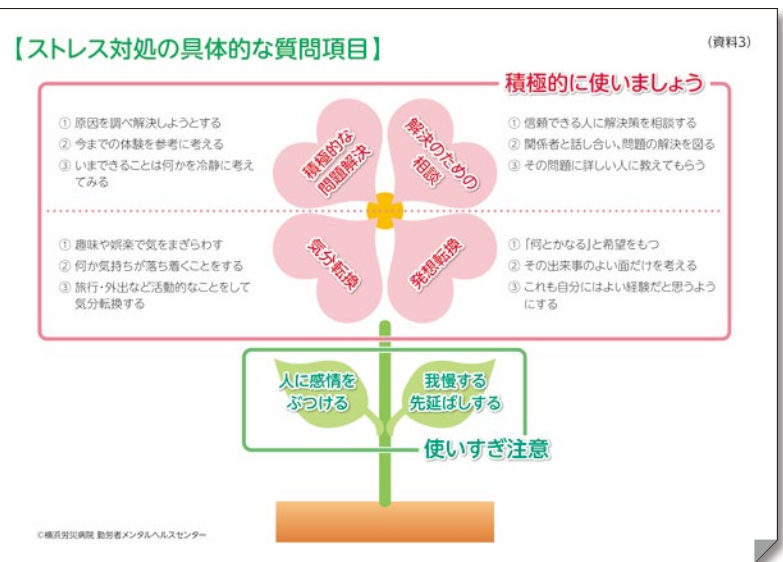 【ストレス対処の具体的な質問項目】
(資料3)
積極的に使いましょう
① 原因を調べ解決しようとする
② 今までの体験を参考に考える
③ いまできることは何かを冷静に考え
てみる
積極的な
問題解決
解決のための
相談
① 信頼できる人に解決策を相談する
② 関係者と話し合い、問題の解決を図る
③ その問題に詳しい人に教えてもらう
① 趣味や娯楽で気をまぎらわす
② 何か気持ちが落ち着くことをする
③ 旅行・外出など活動的なことをして
気分転換する
気分転換
発想転換
① 「何とかなる」と希望をもつ
② その出来事のよい面だけを考える
③ これも自分にはよい経験だと思うよう
にする
人に感情を
ぶつける
我慢する
先延ばしする
使いすぎ注意
©横浜労災病院 勤労者メンタルヘルスセンター